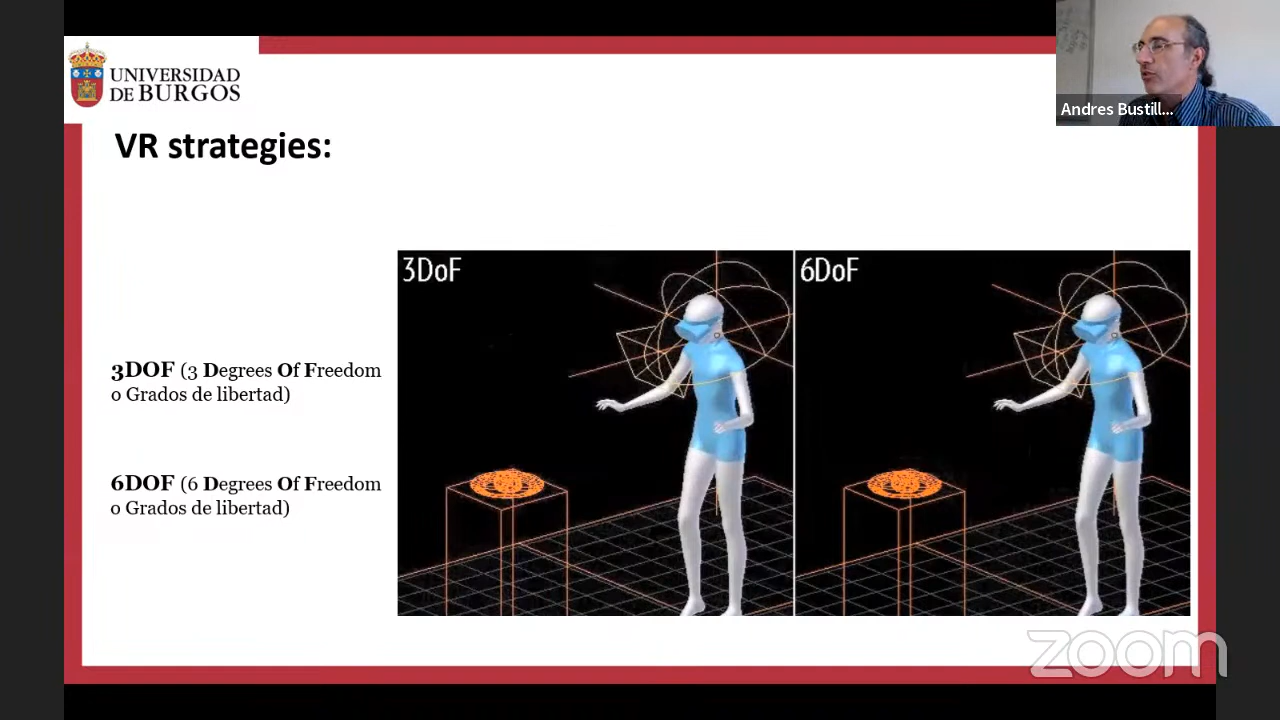 UNIVERSIDAD
DE BURGOS
Andres Bustill...
VR strategies:
3DoF
6DoF
3DOF (3 Degrees Of Freedom
o Grados de libertad)
6DOF (6 Degrees Of Freedom
o Grados de libertad)
zoom